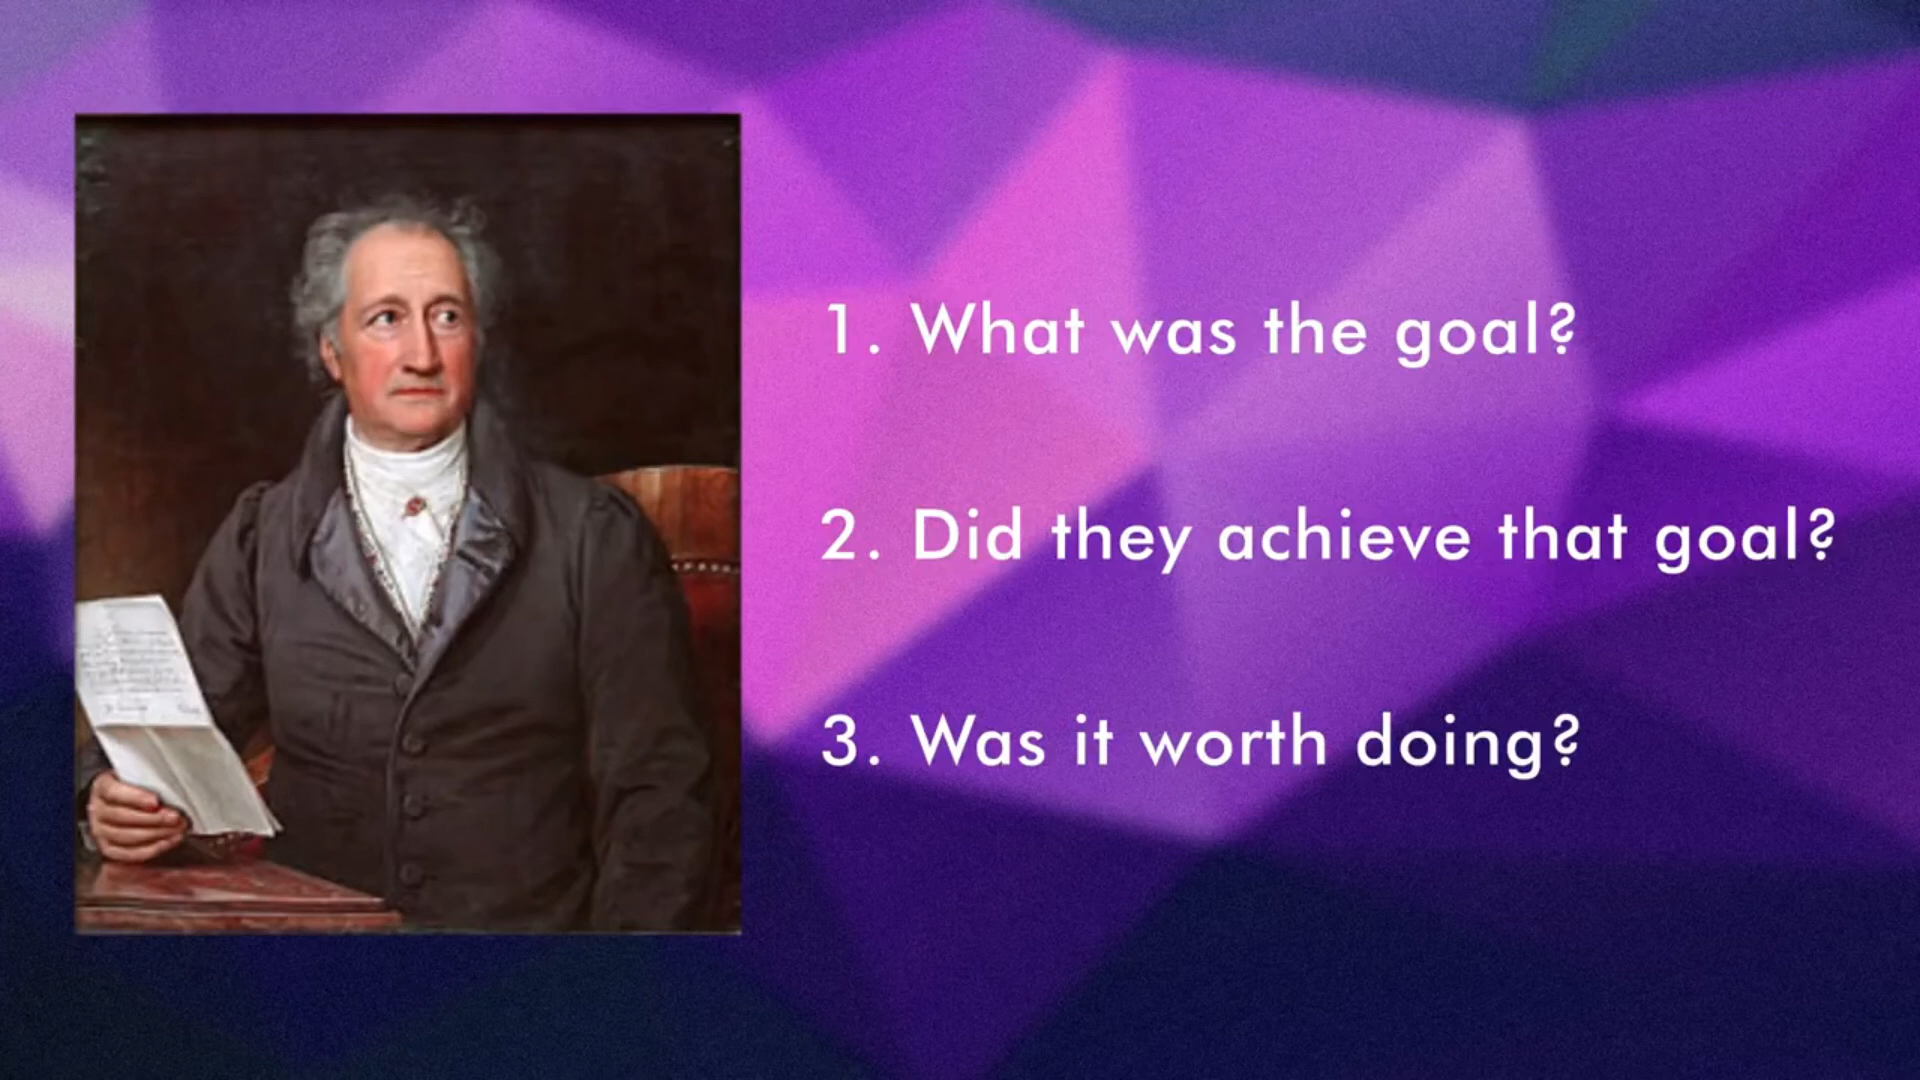 1. What was the goal?
2. Did they achieve that goal?
3. Was it worth doing?